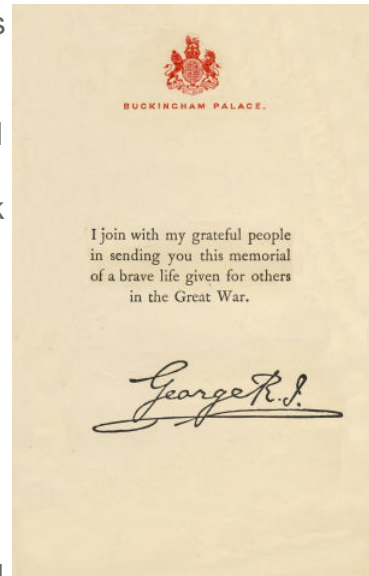 BUCKINGHAM PALACE.
I join with my grateful people
in sending you this memorial
of a brave life given for others
in the Great War.
George R.I.